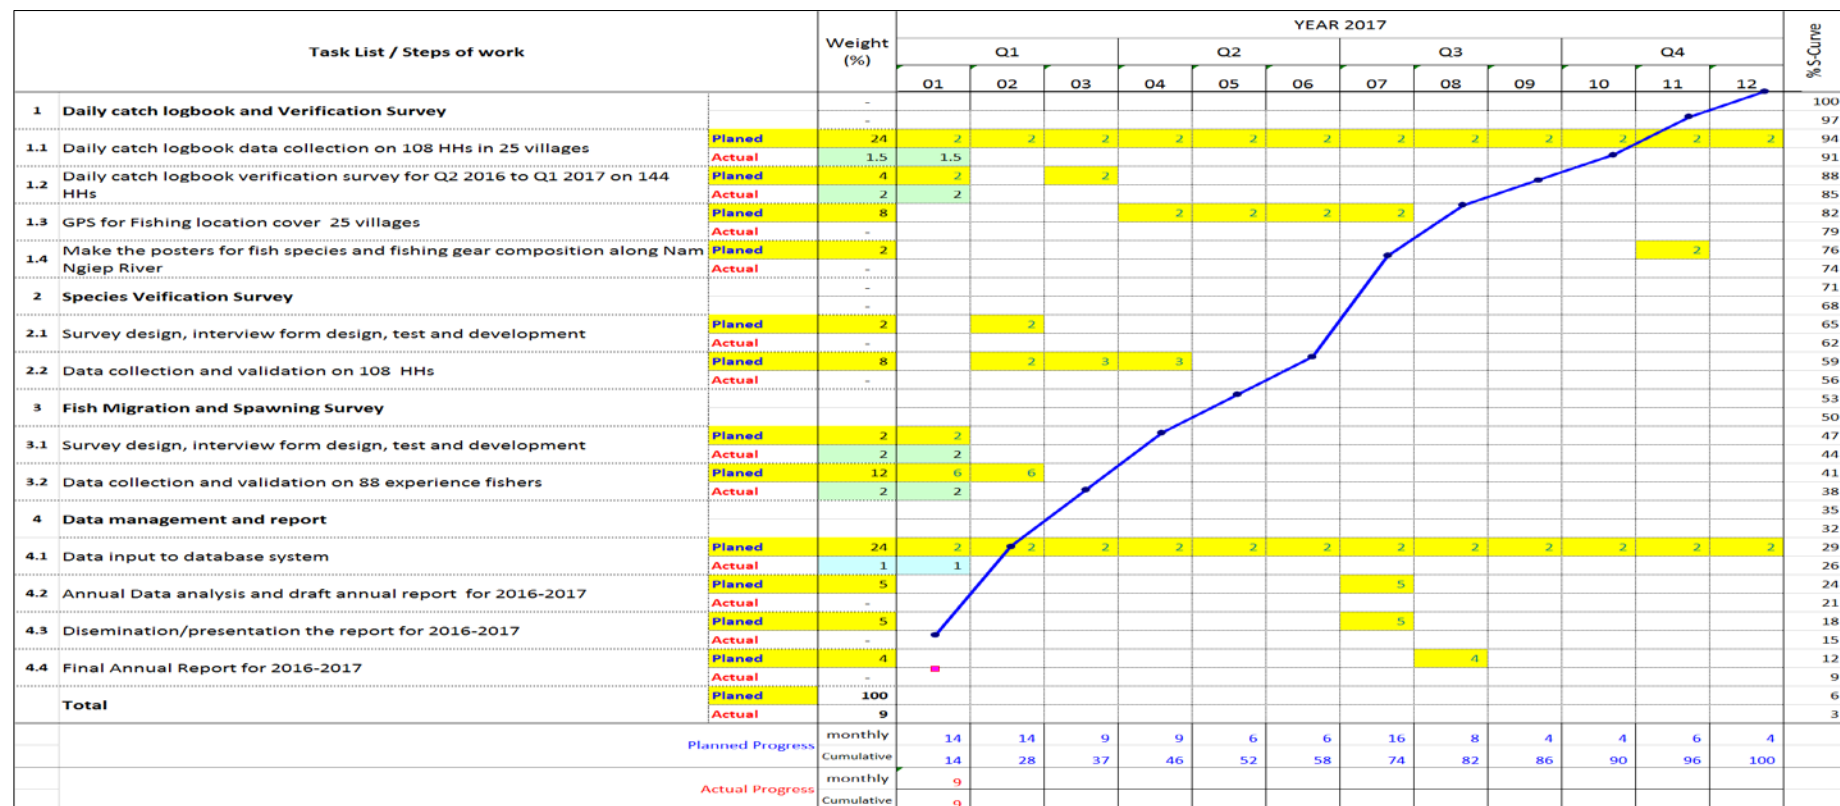 YEAR 2017
Task List / Steps of work Weight (%) Q1 Q2 Q3 Q4 % S-Curve
01 02 03 04 05 06 07 08 09 10 11 12
1 Daily catch logbook and Verification Survey - 100
- 97
1.1 Daily catch logbook data collection on 108 HHs in 25 villages Planed 24 2 2 2 2 2 2 2 2 2 2 2 2 94
Actual 1.5 1.5 91
1.2 Daily catch logbook verification survey for Q2 2016 to Q1 2017 on 144 Planed 4 2 2 88
HHs Actual 2 2 85
1.3 GPS for Fishing location cover 25 villages Planed 8 2 2 2 2 82
Actual - 79
1.4 Make the posters for fish species and fishing gear composition along Nam Planed 2 2 76
Ngiep River Actual - 74
2 Species Veification Survey - 71
- 68
2.1 Survey design, interview form design, test and development Planed 2 2 65
Actual - 62
2.2 Data collection and validation on 108 HHs Planed 8 2 3 3 59
Actual - 56
3 Fish Migration and Spawning Survey 53
50
3.1 Survey design, interview form design, test and development Planed 2 2 47
Actual 2 2 44
3.2 Data collection and validation on 88 experience fishers Planed 12 6 6 41
Actual 2 2 38
4 Data management and report 35
32
4.1 Data input to database system Planed 24 2 2 2 2 2 2 2 2 2 2 2 2 29
Actual 1 1 26
4.2 Annual Data analysis and draft annual report for 2016-2017 Planed 5 5 24
Actual - 21
4.3 Disemination/presentation the report for 2016-2017 Planed 5 5 18
Actual - 15
4.4 Final Annual Report for 2016-2017 Planed 4 4 12
Actual - 9
Total Planed 100 6
Actual 9 3
Planned Progress monthly 14 14 9 9 6 6 16 8 4 4 6 4
Cumulative 14 28 37 46 52 58 74 82 86 90 96 100
Actual Progress monthly 9
Cumulative 9